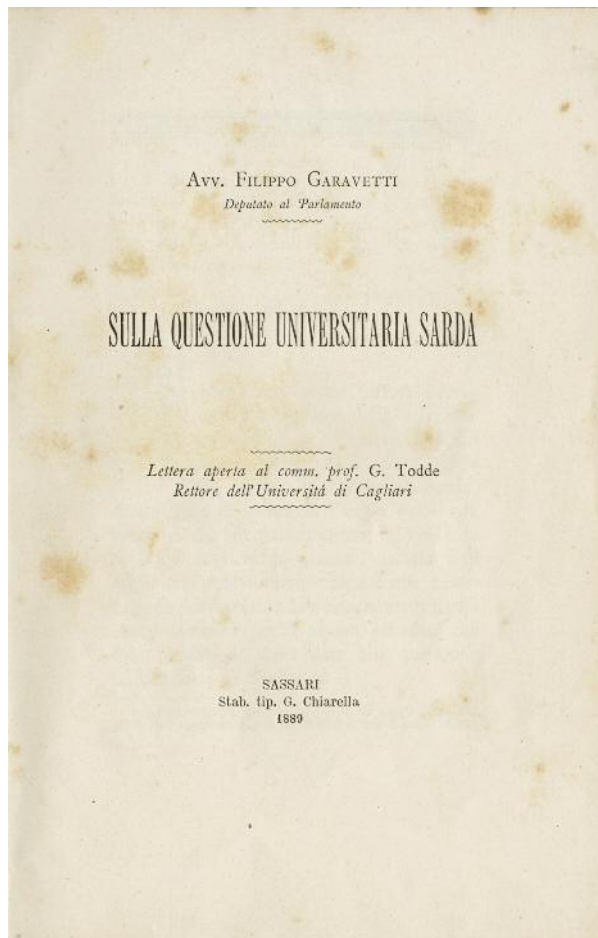 Avv. Filippo Garavetti
Deputato al Parlamento
SULLA QUESTIONE UNIVERSITARIA SARDA
Lettera aperta al comm. prof. G. Todde
Rettore dell'Universitá di Cagliari
SASSARI
Stab. tip. G. Chiarella
1889